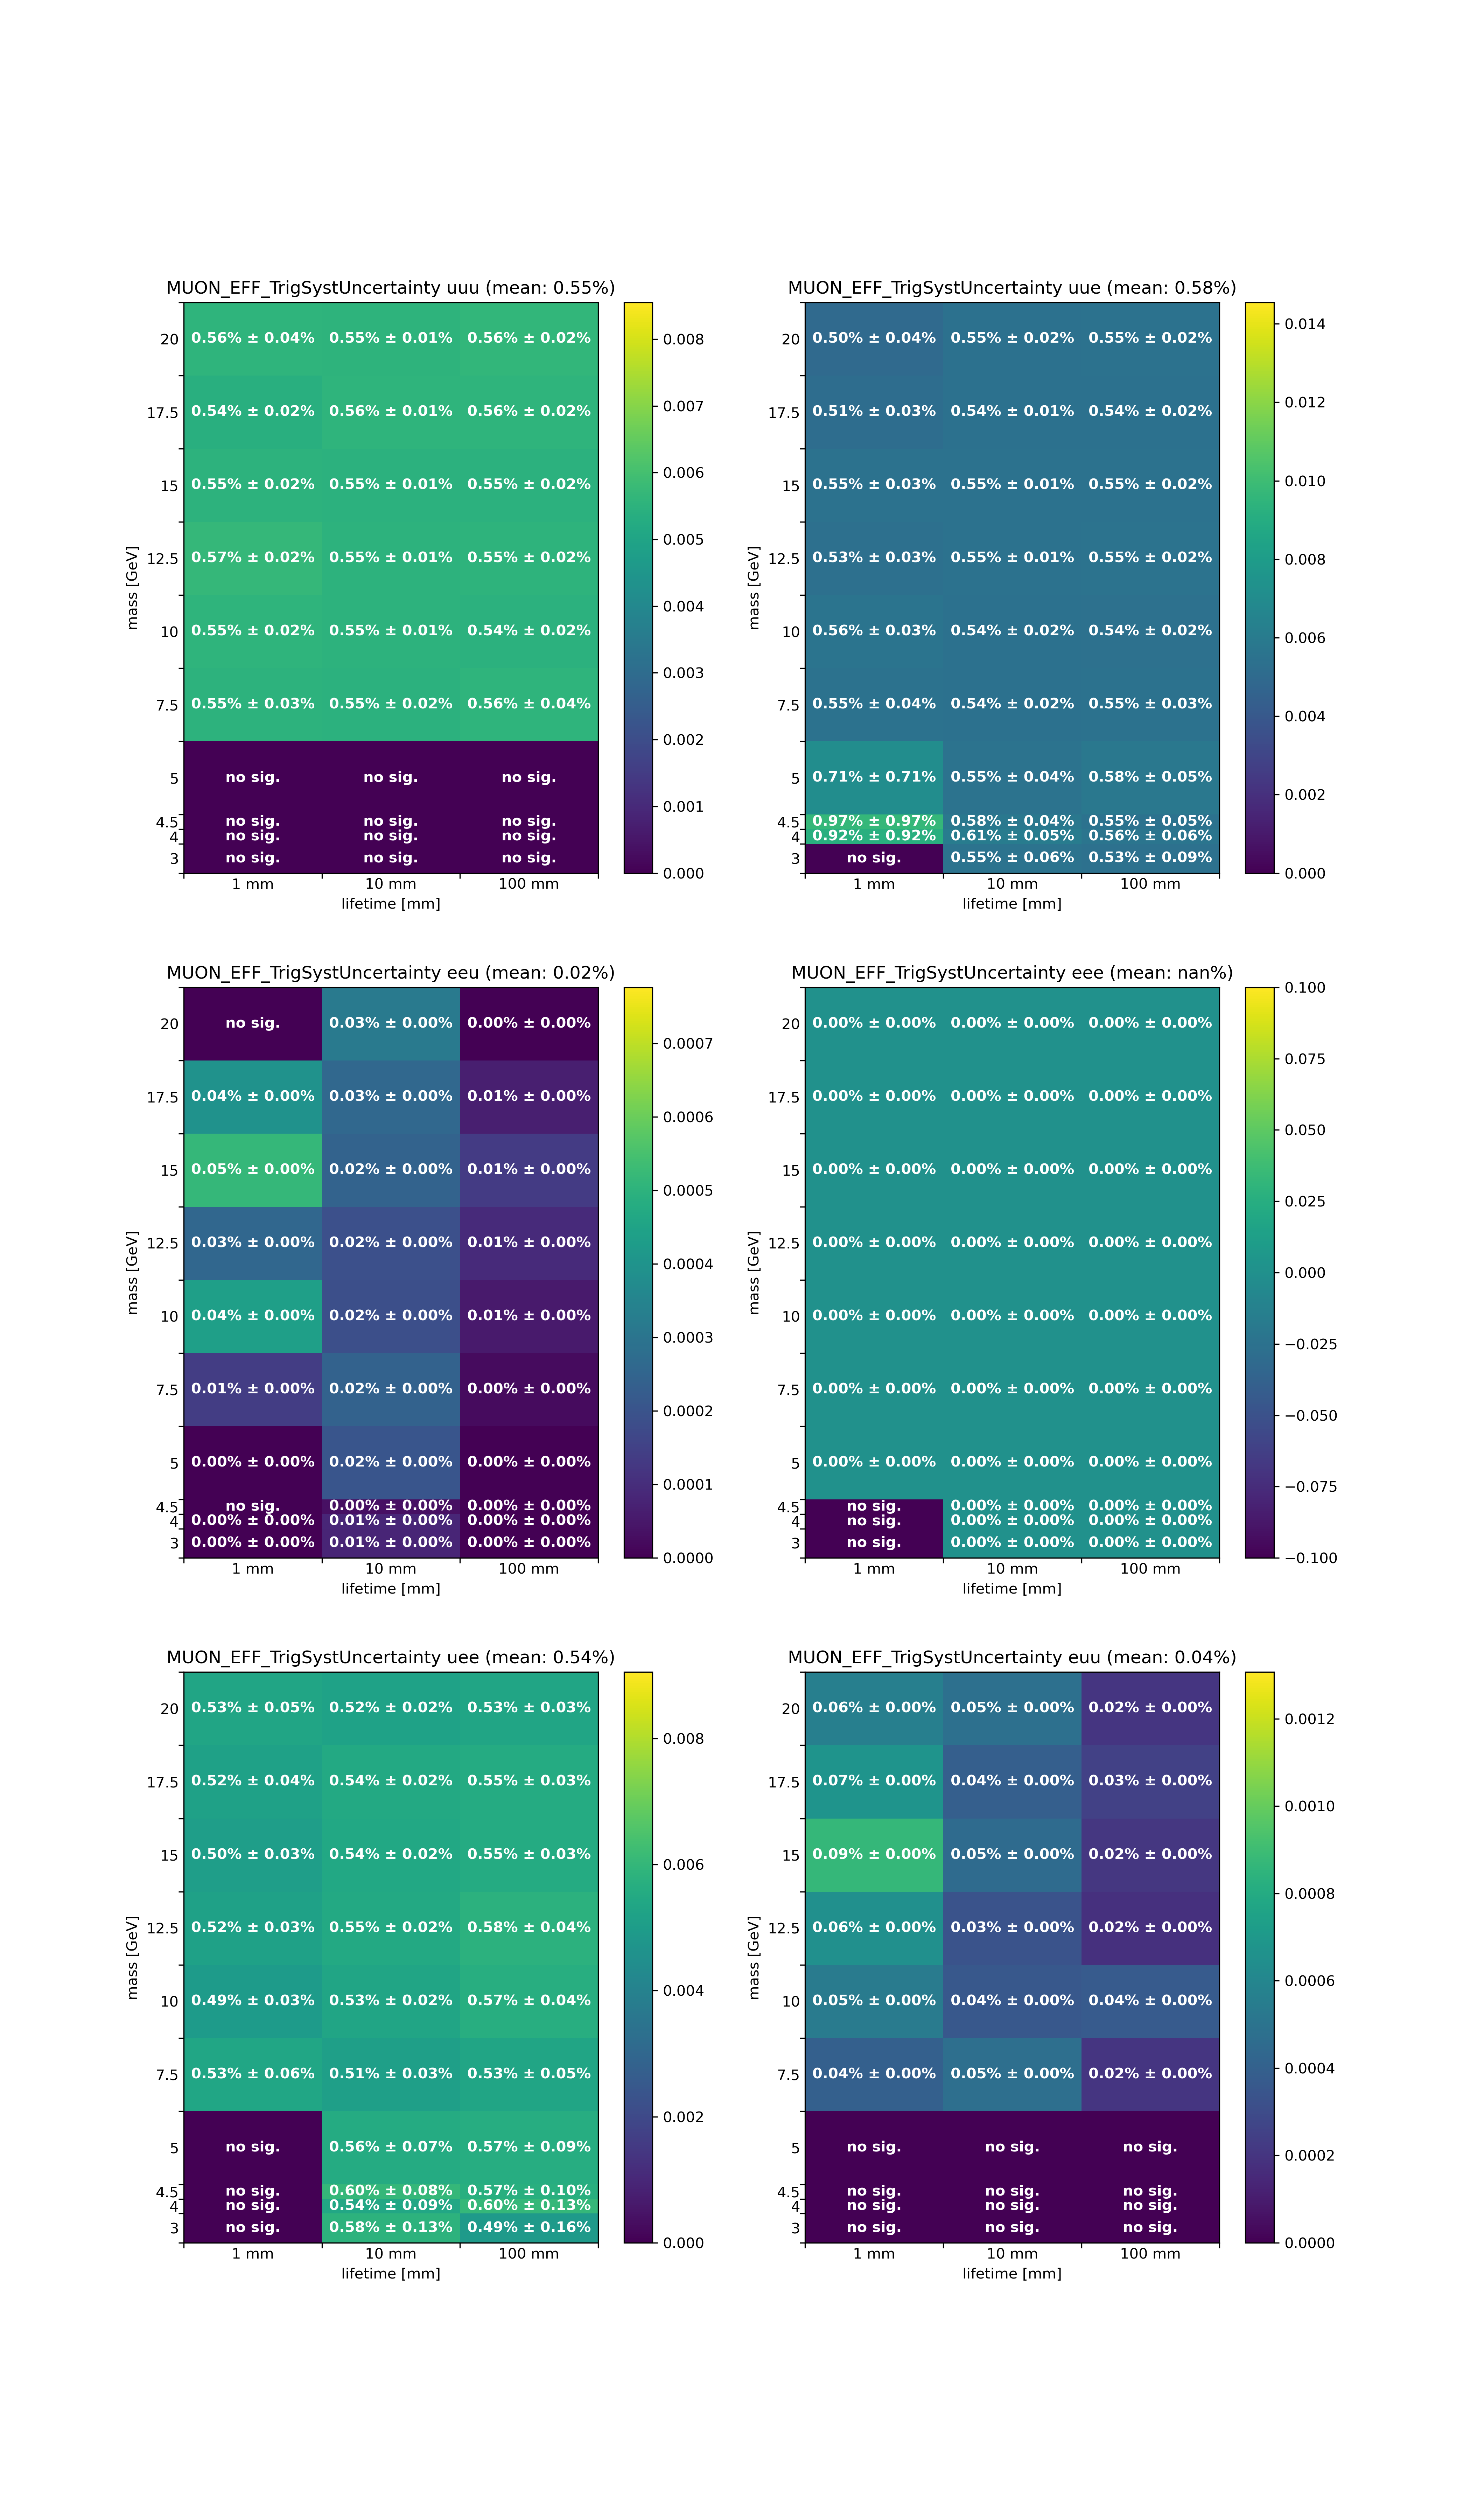 MUON_EFF_TrigSystUncertainty uuu (mean: 0.55%)
20 0.56% ± 0.04% 0.55% ± 0.01% 0.56% ± 0.02%
17.5 0.54% ± 0.02% 0.56% ± 0.01% 0.56% ± 0.02%
15 0.55% ± 0.02% 0.55% ± 0.01% 0.55% ± 0.02%
12.5 0.57% ± 0.02% 0.55% ± 0.01% 0.55% ± 0.02%
10 0.55% ± 0.02% 0.55% ± 0.01% 0.54% ± 0.02%
7.5 0.55% ± 0.03% 0.55% ± 0.02% 0.56% ± 0.04%
5 no sig. no sig. no sig.
4.5 no sig. no sig. no sig.
4 no sig. no sig. no sig.
3 no sig. no sig. no sig.
1 mm 10 mm 100 mm
lifetime [mm]
mass [GeV]
0.008
0.007
0.006
0.005
0.004
0.003
0.002
0.001
0.000
MUON_EFF_TrigSystUncertainty uue (mean: 0.58%)
20 0.50% ± 0.04% 0.55% ± 0.02% 0.55% ± 0.02%
17.5 0.51% ± 0.03% 0.54% ± 0.01% 0.54% ± 0.02%
15 0.55% ± 0.03% 0.55% ± 0.01% 0.55% ± 0.02%
12.5 0.53% ± 0.03% 0.55% ± 0.01% 0.55% ± 0.02%
10 0.56% ± 0.03% 0.54% ± 0.02% 0.54% ± 0.02%
7.5 0.55% ± 0.04% 0.54% ± 0.02% 0.55% ± 0.03%
5 0.71% ± 0.71% 0.55% ± 0.04% 0.58% ± 0.05%
4.5 0.97% ± 0.97% 0.58% ± 0.04% 0.55% ± 0.05%
4 0.92% ± 0.92% 0.61% ± 0.05% 0.56% ± 0.06%
3 no sig. 0.55% ± 0.06% 0.53% ± 0.09%
1 mm 10 mm 100 mm
lifetime [mm]
mass [GeV]
0.014
0.012
0.010
0.008
0.006
0.004
0.002
0.000
MUON_EFF_TrigSystUncertainty eeu (mean: 0.02%)
20 no sig. 0.03% ± 0.00% 0.00% ± 0.00%
17.5 0.04% ± 0.00% 0.03% ± 0.00% 0.01% ± 0.00%
15 0.05% ± 0.00% 0.02% ± 0.00% 0.01% ± 0.00%
12.5 0.03% ± 0.00% 0.02% ± 0.00% 0.01% ± 0.00%
10 0.04% ± 0.00% 0.02% ± 0.00% 0.01% ± 0.00%
7.5 0.01% ± 0.00% 0.02% ± 0.00% 0.00% ± 0.00%
5 0.00% ± 0.00% 0.02% ± 0.00% 0.00% ± 0.00%
4.5 no sig. 0.00% ± 0.00% 0.00% ± 0.00%
4 0.00% ± 0.00% 0.01% ± 0.00% 0.00% ± 0.00%
3 0.00% ± 0.00% 0.01% ± 0.00% 0.00% ± 0.00%
1 mm 10 mm 100 mm
lifetime [mm]
mass [GeV]
0.0007
0.0006
0.0005
0.0004
0.0003
0.0002
0.0001
0.0000
MUON_EFF_TrigSystUncertainty eee (mean: nan%)
20 0.00% ± 0.00% 0.00% ± 0.00% 0.00% ± 0.00%
17.5 0.00% ± 0.00% 0.00% ± 0.00% 0.00% ± 0.00%
15 0.00% ± 0.00% 0.00% ± 0.00% 0.00% ± 0.00%
12.5 0.00% ± 0.00% 0.00% ± 0.00% 0.00% ± 0.00%
10 0.00% ± 0.00% 0.00% ± 0.00% 0.00% ± 0.00%
7.5 0.00% ± 0.00% 0.00% ± 0.00% 0.00% ± 0.00%
5 0.00% ± 0.00% 0.00% ± 0.00% 0.00% ± 0.00%
4.5 no sig. 0.00% ± 0.00% 0.00% ± 0.00%
4 no sig. 0.00% ± 0.00% 0.00% ± 0.00%
3 no sig. 0.00% ± 0.00% 0.00% ± 0.00%
1 mm 10 mm 100 mm
lifetime [mm]
mass [GeV]
0.100
0.075
0.050
0.025
0.000
−0.025
−0.050
−0.075
−0.100
MUON_EFF_TrigSystUncertainty uee (mean: 0.54%)
20 0.53% ± 0.05% 0.52% ± 0.02% 0.53% ± 0.03%
17.5 0.52% ± 0.04% 0.54% ± 0.02% 0.55% ± 0.03%
15 0.50% ± 0.03% 0.54% ± 0.02% 0.55% ± 0.03%
12.5 0.52% ± 0.03% 0.55% ± 0.02% 0.58% ± 0.04%
10 0.49% ± 0.03% 0.53% ± 0.02% 0.57% ± 0.04%
7.5 0.53% ± 0.06% 0.51% ± 0.03% 0.53% ± 0.05%
5 no sig. 0.56% ± 0.07% 0.57% ± 0.09%
4.5 no sig. 0.60% ± 0.08% 0.57% ± 0.10%
4 no sig. 0.54% ± 0.09% 0.60% ± 0.13%
3 no sig. 0.58% ± 0.13% 0.49% ± 0.16%
1 mm 10 mm 100 mm
lifetime [mm]
mass [GeV]
0.008
0.006
0.004
0.002
0.000
MUON_EFF_TrigSystUncertainty euu (mean: 0.04%)
20 0.06% ± 0.00% 0.05% ± 0.00% 0.02% ± 0.00%
17.5 0.07% ± 0.00% 0.04% ± 0.00% 0.03% ± 0.00%
15 0.09% ± 0.00% 0.05% ± 0.00% 0.02% ± 0.00%
12.5 0.06% ± 0.00% 0.03% ± 0.00% 0.02% ± 0.00%
10 0.05% ± 0.00% 0.04% ± 0.00% 0.04% ± 0.00%
7.5 0.04% ± 0.00% 0.05% ± 0.00% 0.02% ± 0.00%
5 no sig. no sig. no sig.
4.5 no sig. no sig. no sig.
4 no sig. no sig. no sig.
3 no sig. no sig. no sig.
1 mm 10 mm 100 mm
lifetime [mm]
mass [GeV]
0.0012
0.0010
0.0008
0.0006
0.0004
0.0002
0.0000